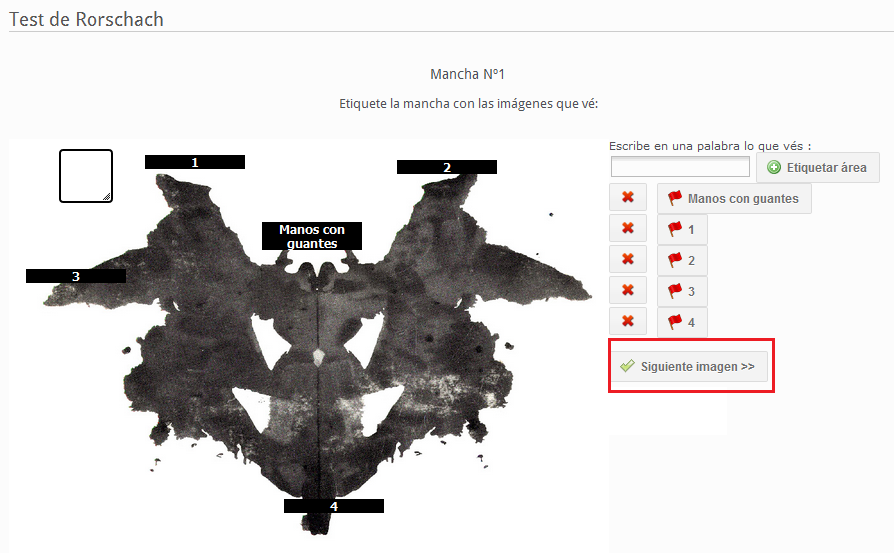 Test de Rorschach
Mancha Nº1
Etiquete la mancha con las imágenes que vé:
Escribe en una palabra lo que vés :
Etiquetar área
1
2
Manos con
guantes
3
4
Manos con guantes
1
2
3
4
Siguiente imagen >>